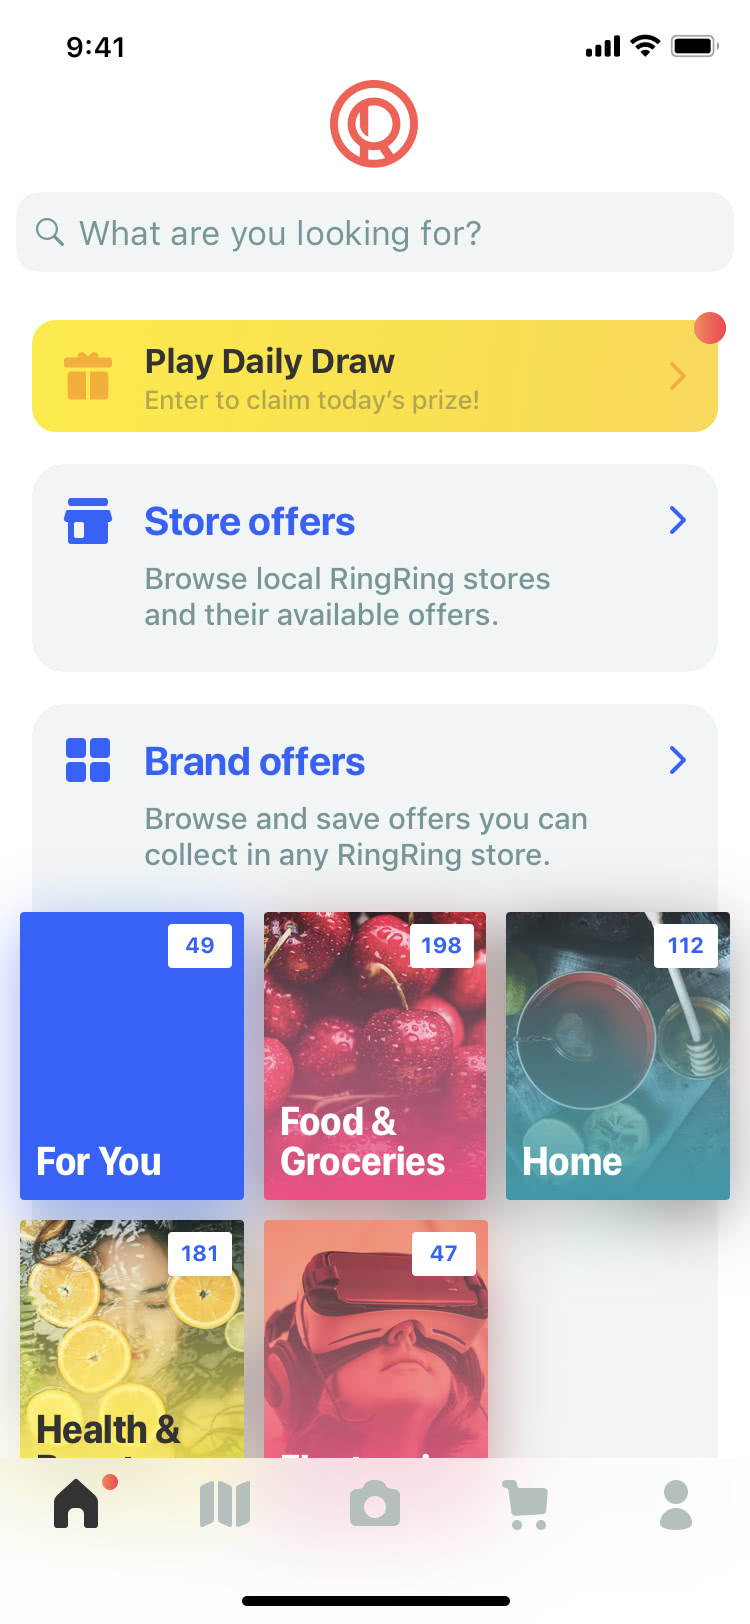 9:41
What are you looking for?
Play Daily Draw
Enter to claim today's prize!
Store offers
Browse local RingRing stores
and their available offers.
Brand offers
Browse and save offers you can
collect in any RingRing store.
49
For You
198
Food &
Groceries
112
Home
181
Health &
47